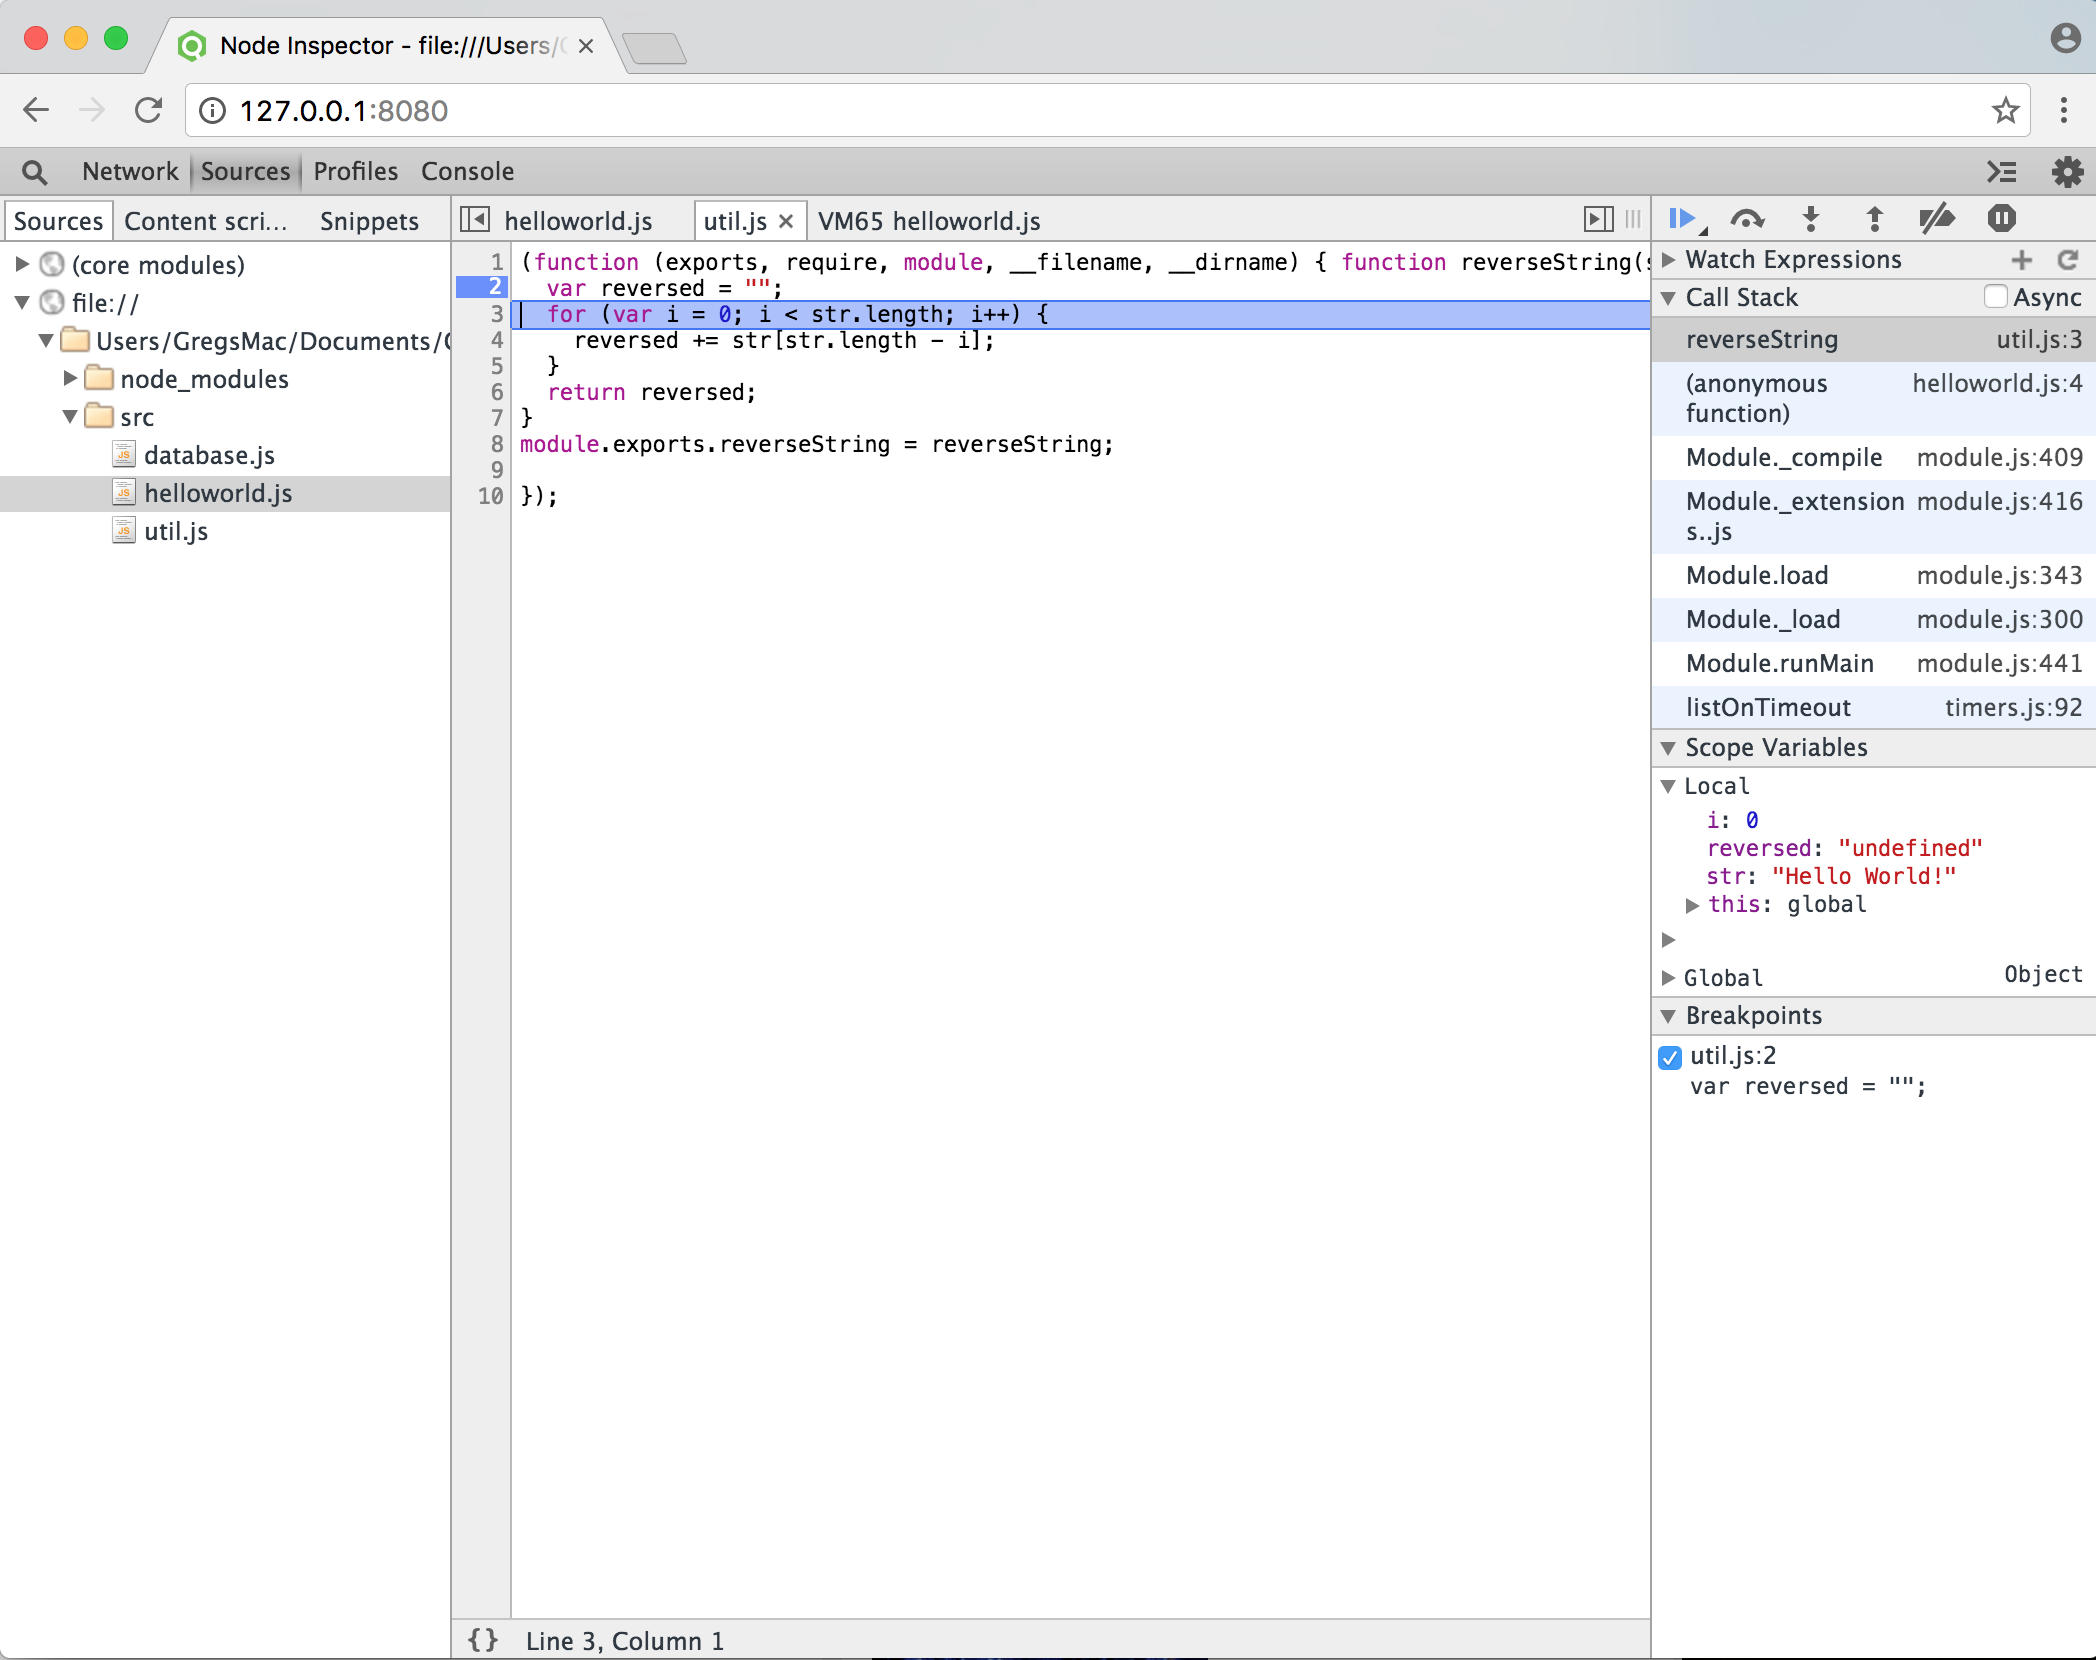 Node Inspector - file:///Users/
127.0.0.1:8080
Network Sources Profiles Console
Sources Content scri... Snippets
(core modules)
file://
Users/GregsMac/Documents/
node_modules
src
database.js
helloworld.js
util.js
helloworld.js util.js VM65 helloworld.js
1 (function (exports, require, module, __filename, __dirname) { function reverseString(
2 var reversed = "";
3 for (var i = 0; i < str.length; i++) {
4 reversed += str[str.length - i];
5 }
6 return reversed;
7 }
8 module.exports.reverseString = reverseString;
9
10 });
{} Line 3, Column 1
Watch Expressions
Call Stack Async
reverseString util.js:3
(anonymous helloworld.js:4
function)
Module._compile module.js:409
Module._extension module.js:416
s..js
Module.load module.js:343
Module._load module.js:300
Module.runMain module.js:441
listOnTimeout timers.js:92
Scope Variables
Local
i: 0
reversed: "undefined"
str: "Hello World!"
this: global
Global Object
Breakpoints
util.js:2
var reversed = "";